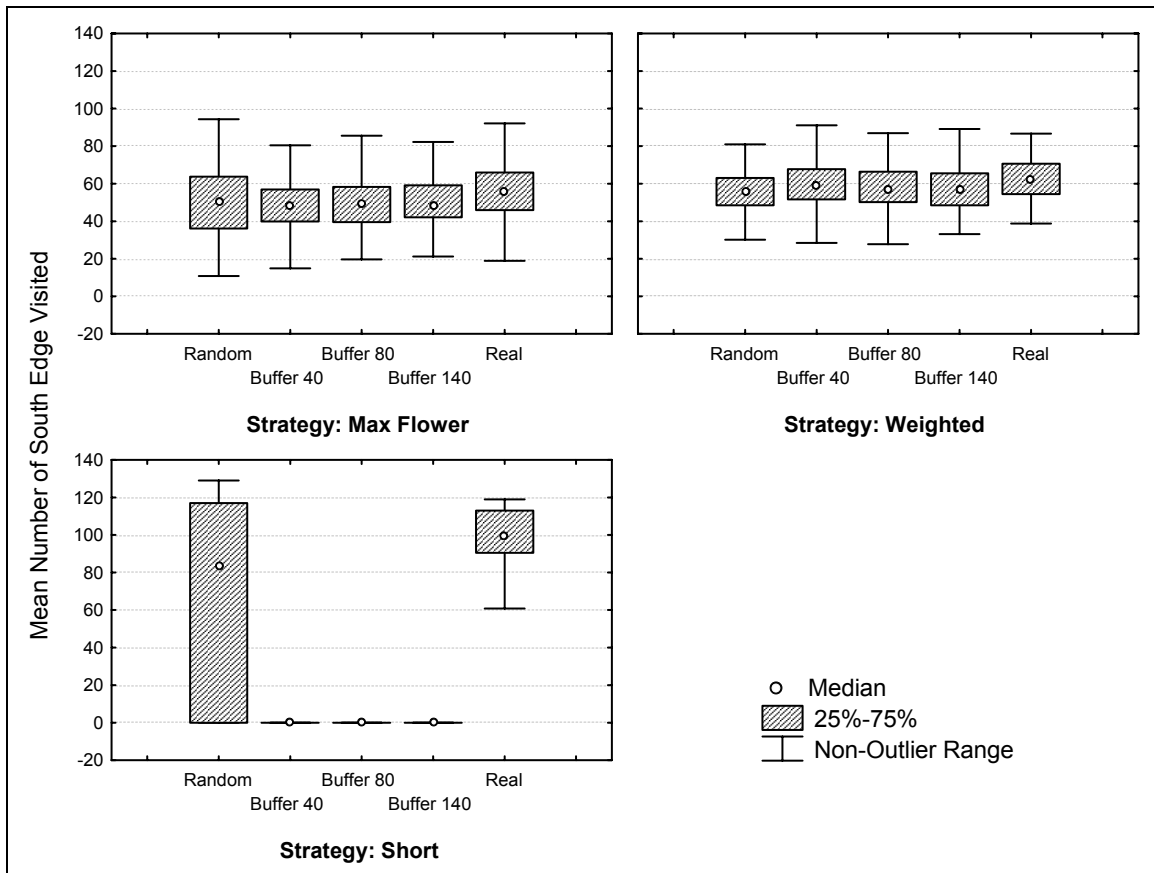 Mean Number of South Edge Visited
140
120
100
80
60
40
20
0
-20
Random
Buffer 80
Real
Buffer 40
Buffer 140
Strategy: Max Flower
Random
Buffer 80
Real
Buffer 40
Buffer 140
Strategy: Weighted
140
120
100
80
60
40
20
0
-20
Random
Buffer 80
Real
Buffer 40
Buffer 140
Strategy: Short
Median
25%-75%
Non-Outlier Range